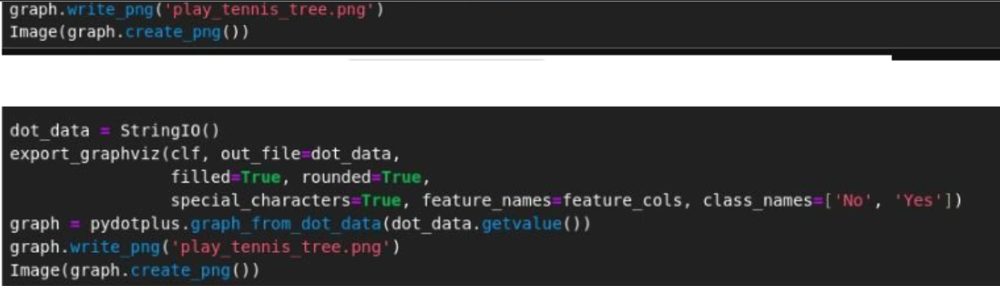 graph.write_png('play_tennis_tree.png')
Image(graph.create_png())
dot_data = StringIO()
export_graphviz(clf, out_file=dot_data,
                filled=True, rounded=True,
                special_characters=True, feature_names=feature_cols, class_names=['No', 'Yes'])
graph = pydotplus.graph_from_dot_data(dot_data.getvalue())
graph.write_png('play_tennis_tree.png')
Image(graph.create_png())